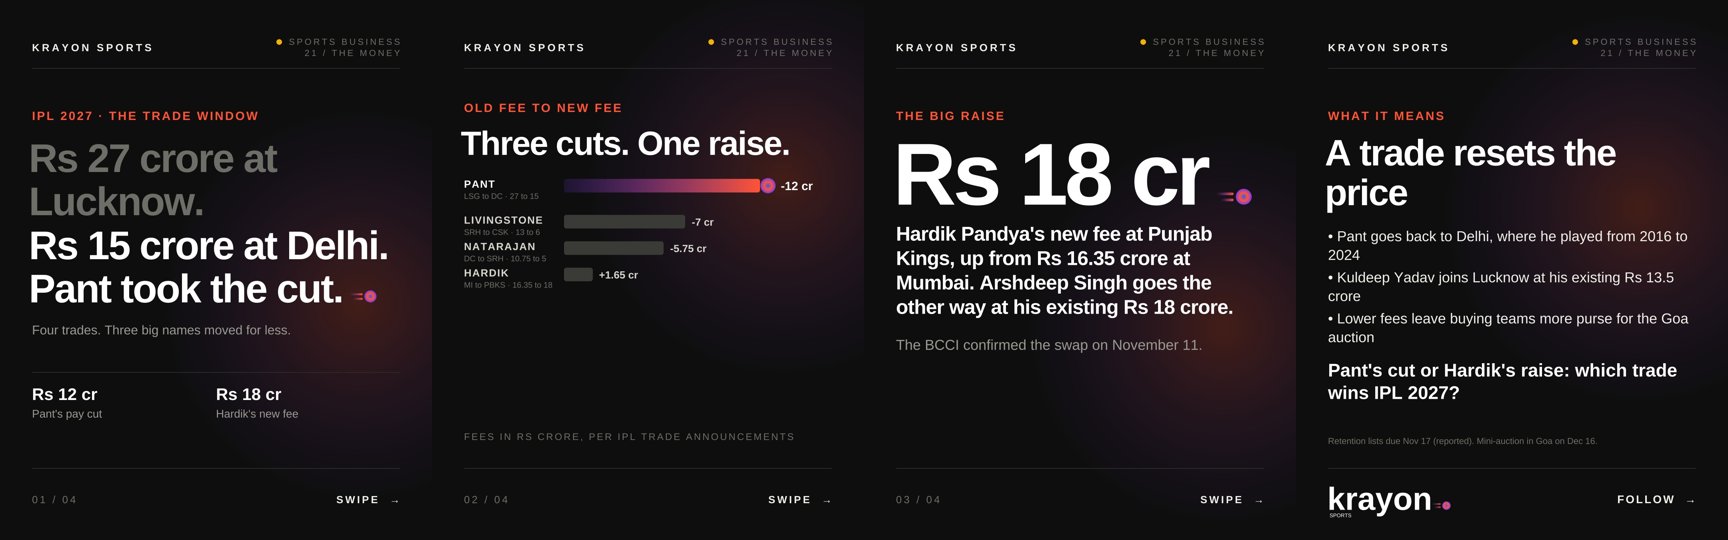 KRAYON SPORTS
SPORTS BUSINESS
21 / THE MONEY
IPL 2027 · THE TRADE WINDOW
Rs 27 crore at
Lucknow.
Rs 15 crore at Delhi.
Pant took the cut.
Four trades. Three big names moved for less.
Rs 12 cr
Pant's pay cut
Rs 18 cr
Hardik's new fee
01 / 04
SWIPE →
KRAYON SPORTS
SPORTS BUSINESS
21 / THE MONEY
OLD FEE TO NEW FEE
Three cuts. One raise.
PANT
LSG to DC · 27 to 15
-12 cr
LIVINGSTONE
SRH to CSK · 13 to 6
-7 cr
NATARAJAN
DC to SRH · 10.75 to 5
-5.75 cr
HARDIK
MI to PBKS · 16.35 to 18
+1.65 cr
FEES IN RS CRORE, PER IPL TRADE ANNOUNCEMENTS
02 / 04
SWIPE →
KRAYON SPORTS
SPORTS BUSINESS
21 / THE MONEY
THE BIG RAISE
Rs 18 cr
Hardik Pandya's new fee at Punjab
Kings, up from Rs 16.35 crore at
Mumbai. Arshdeep Singh goes the
other way at his existing Rs 18 crore.
The BCCI confirmed the swap on November 11.
03 / 04
SWIPE →
KRAYON SPORTS
SPORTS BUSINESS
21 / THE MONEY
WHAT IT MEANS
A trade resets the
price
• Pant goes back to Delhi, where he played from 2016 to
2024
• Kuldeep Yadav joins Lucknow at his existing Rs 13.5
crore
• Lower fees leave buying teams more purse for the Goa
auction
Pant's cut or Hardik's raise: which trade
wins IPL 2027?
Retention lists due Nov 17 (reported). Mini-auction in Goa on Dec 16.
krayon
SPORTS
FOLLOW →